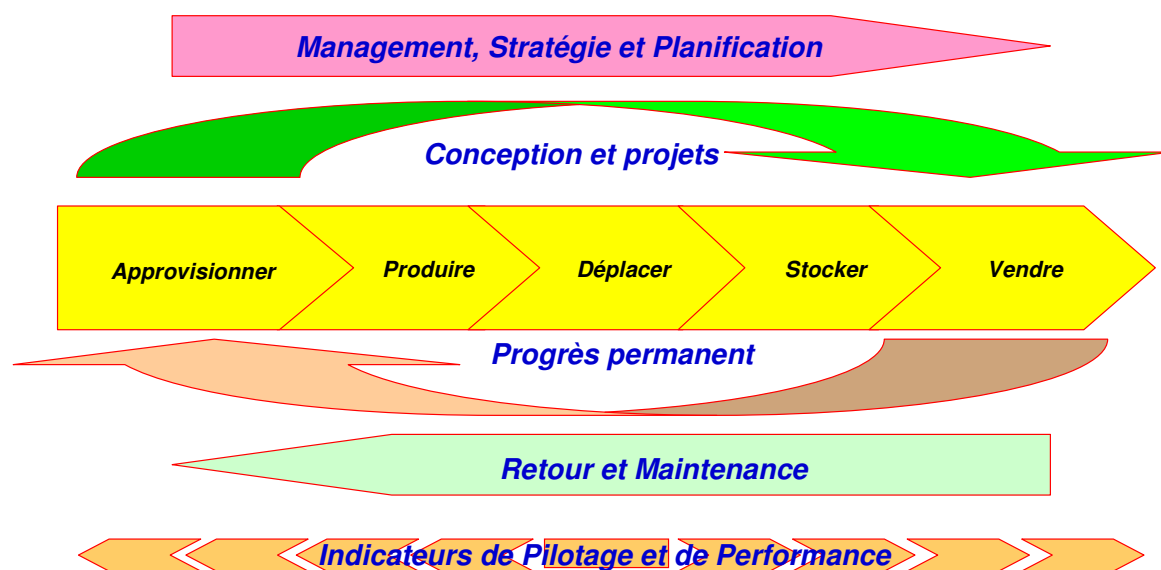 Management, Stratégie et Planification
Conception et projets
Approvisionner
Produire
Déplacer
Stocker
Vendre
Progrès permanent
Retour et Maintenance
Indicateurs de Pilotage et de Performance